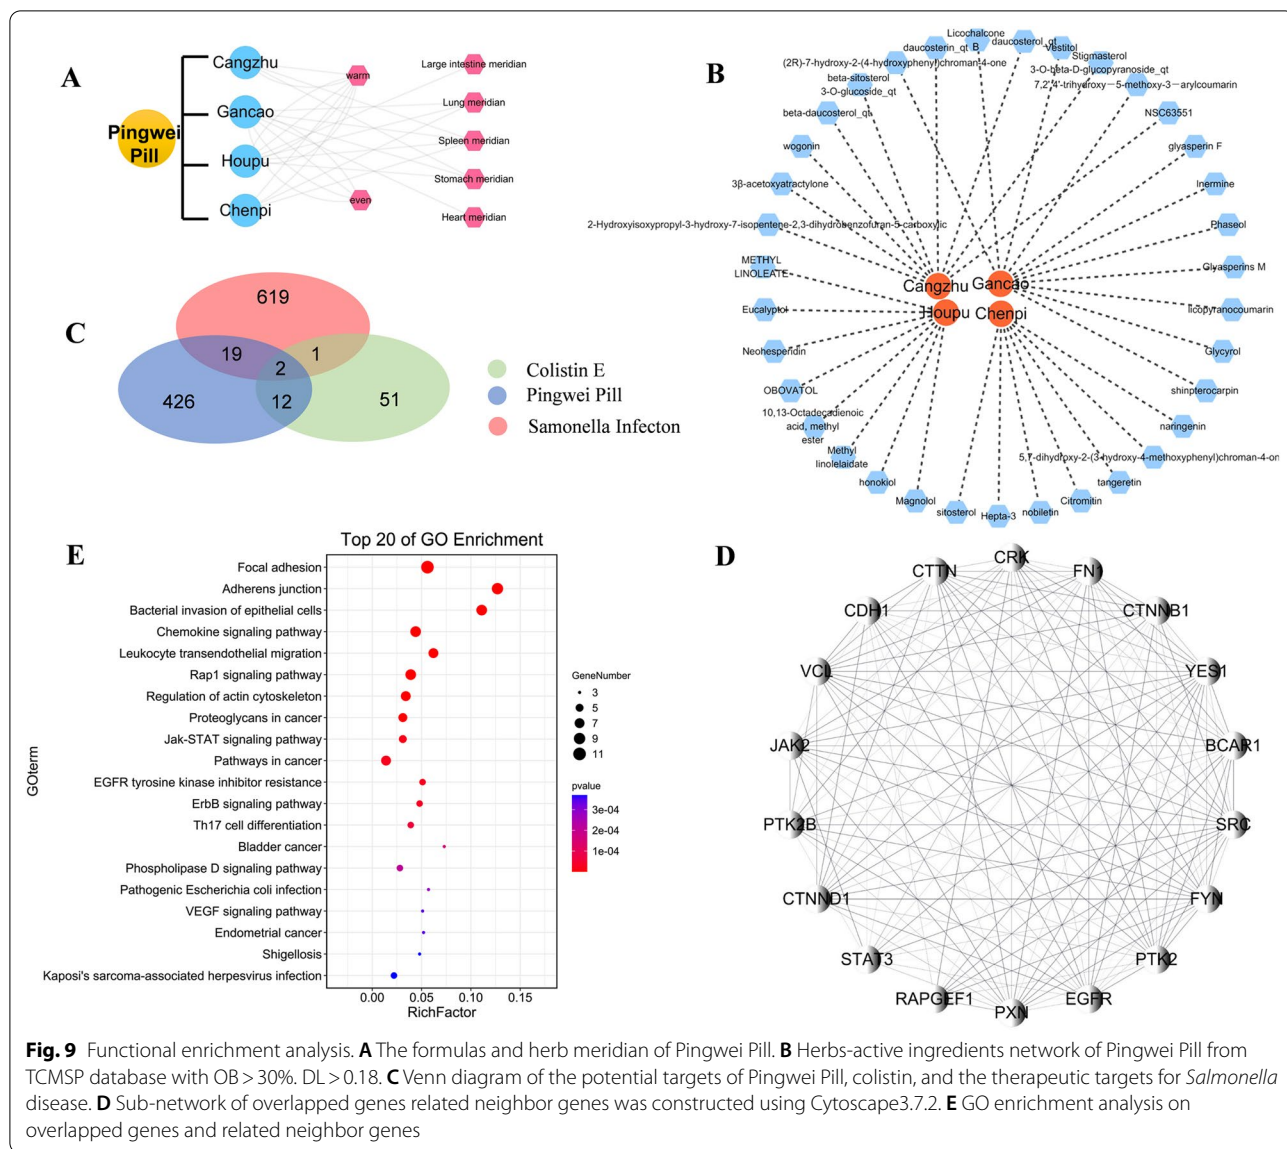 A
Pingwei
Pill
Cangzhu
Gancao
Houpu
Chenpi
warm
even
Large intestine meridian
Lung meridian
Spleen meridian
Stomach meridian
Heart meridian
B
Licochalcone
B
daucosterin_qt
daucosterol_qt
Vestitol
Stigmasterol
(2R)-7-hydroxy-2-(4-hydroxyphenyl)chroman-4-one
3-O-beta-D-glucopyranoside_qt
beta-sitosterol
3-O-glucoside_qt
7,2',4'-trihydroxy－5-methoxy-3－arylcoumarin
beta-daucosterol_qt
NSC63551
wogonin
glyasperin F
3β-acetoxyatractylone
Inermine
2-Hydroxyisoxypropyl-3-hydroxy-7-isopentene-2,3-dihydrobenzofuran-5-carboxylic
Phaseol
METHYL
LINOLEATE
Glyasperins M
Eucalyptol
licopyranocoumarin
Neohesperidin
Glycyrol
OBOVATOL
shinpterocarpin
10,13-Octadecadienoic
acid, methyl
ester
naringenin
Methyl
linolelaidate
5,7-dihydroxy-2-(3-hydroxy-4-methoxyphenyl)chroman-4-on
honokiol
tangeretin
Magnolol
Citromitin
sitosterol
Hepta-3
nobiletin
Cangzhu
Gancao
Houpu
Chenpi
C
619
19
1
2
426
12
51
Colistin E
Pingwei Pill
Samonella Infecton
E
Top 20 of GO Enrichment
GOterm
Focal adhesion
Adherens junction
Bacterial invasion of epithelial cells
Chemokine signaling pathway
Leukocyte transendothelial migration
Rap1 signaling pathway
Regulation of actin cytoskeleton
Proteoglycans in cancer
Jak-STAT signaling pathway
Pathways in cancer
EGFR tyrosine kinase inhibitor resistance
ErbB signaling pathway
Th17 cell differentiation
Bladder cancer
Phospholipase D signaling pathway
Pathogenic Escherichia coli infection
VEGF signaling pathway
Endometrial cancer
Shigellosis
Kaposi's sarcoma-associated herpesvirus infection
0.00
0.05
0.10
0.15
RichFactor
GeneNumber
3
5
7
9
11
pvalue
3e-04
2e-04
1e-04
D
CRK
FN1
CTNNB1
YES1
BCAR1
SRC
FYN
PTK2
EGFR
PXN
RAPGEF1
STAT3
CTNND1
PTK2B
JAK2
VCL
CDH1
CTTN
Fig. 9 Functional enrichment analysis. A The formulas and herb meridian of Pingwei Pill. B Herbs-active ingredients network of Pingwei Pill from
TCMSP database with OB > 30%. DL > 0.18. C Venn diagram of the potential targets of Pingwei Pill, colistin, and the therapeutic targets for Salmonella
disease. D Sub-network of overlapped genes related neighbor genes was constructed using Cytoscape3.7.2. E GO enrichment analysis on
overlapped genes and related neighbor genes